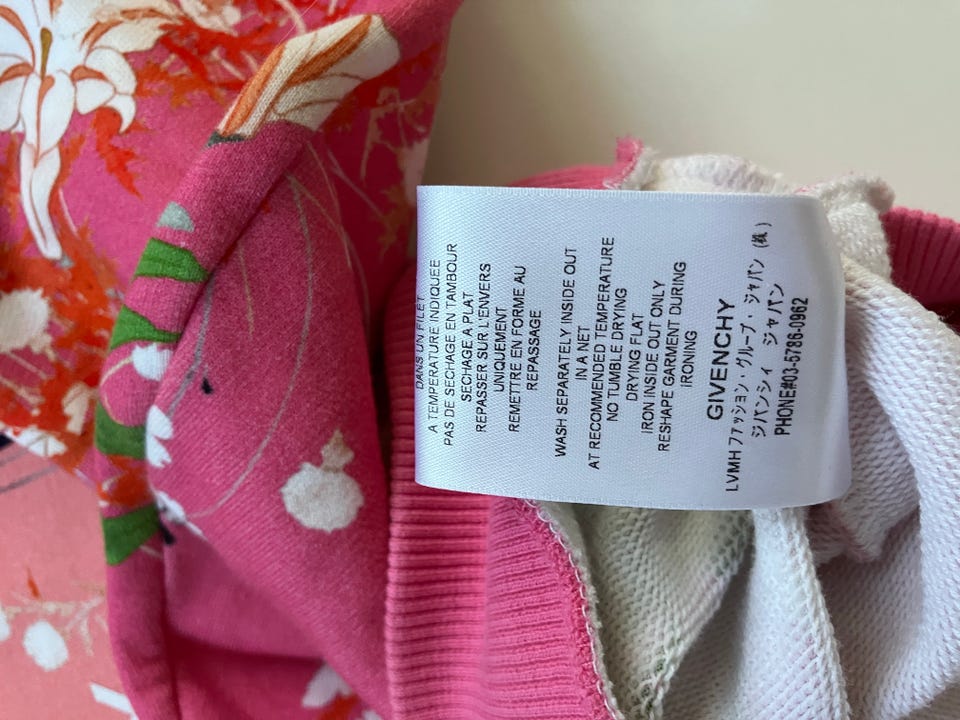 DANS UN FILET
A TEMPERATURE INDIQUEE
PAS DE SECHAGE EN TAMBOUR
SECHAGE A PLAT
REPASSER SUR L'ENVERS
UNIQUEMENT
REMETTRE EN FORME AU
REPASSAGE
WASH SEPARATELY INSIDE OUT
IN A NET
AT RECOMMENDED TEMPERATURE
NO TUMBLE DRYING
DRYING FLAT
IRON INSIDE OUT ONLY
RESHAPE GARMENT DURING
IRONING
GIVENCHY
LVMH ファッション・グループ・ジャパン (株)
ジバンシィ ジャパン
PHONE#03-5786-0962